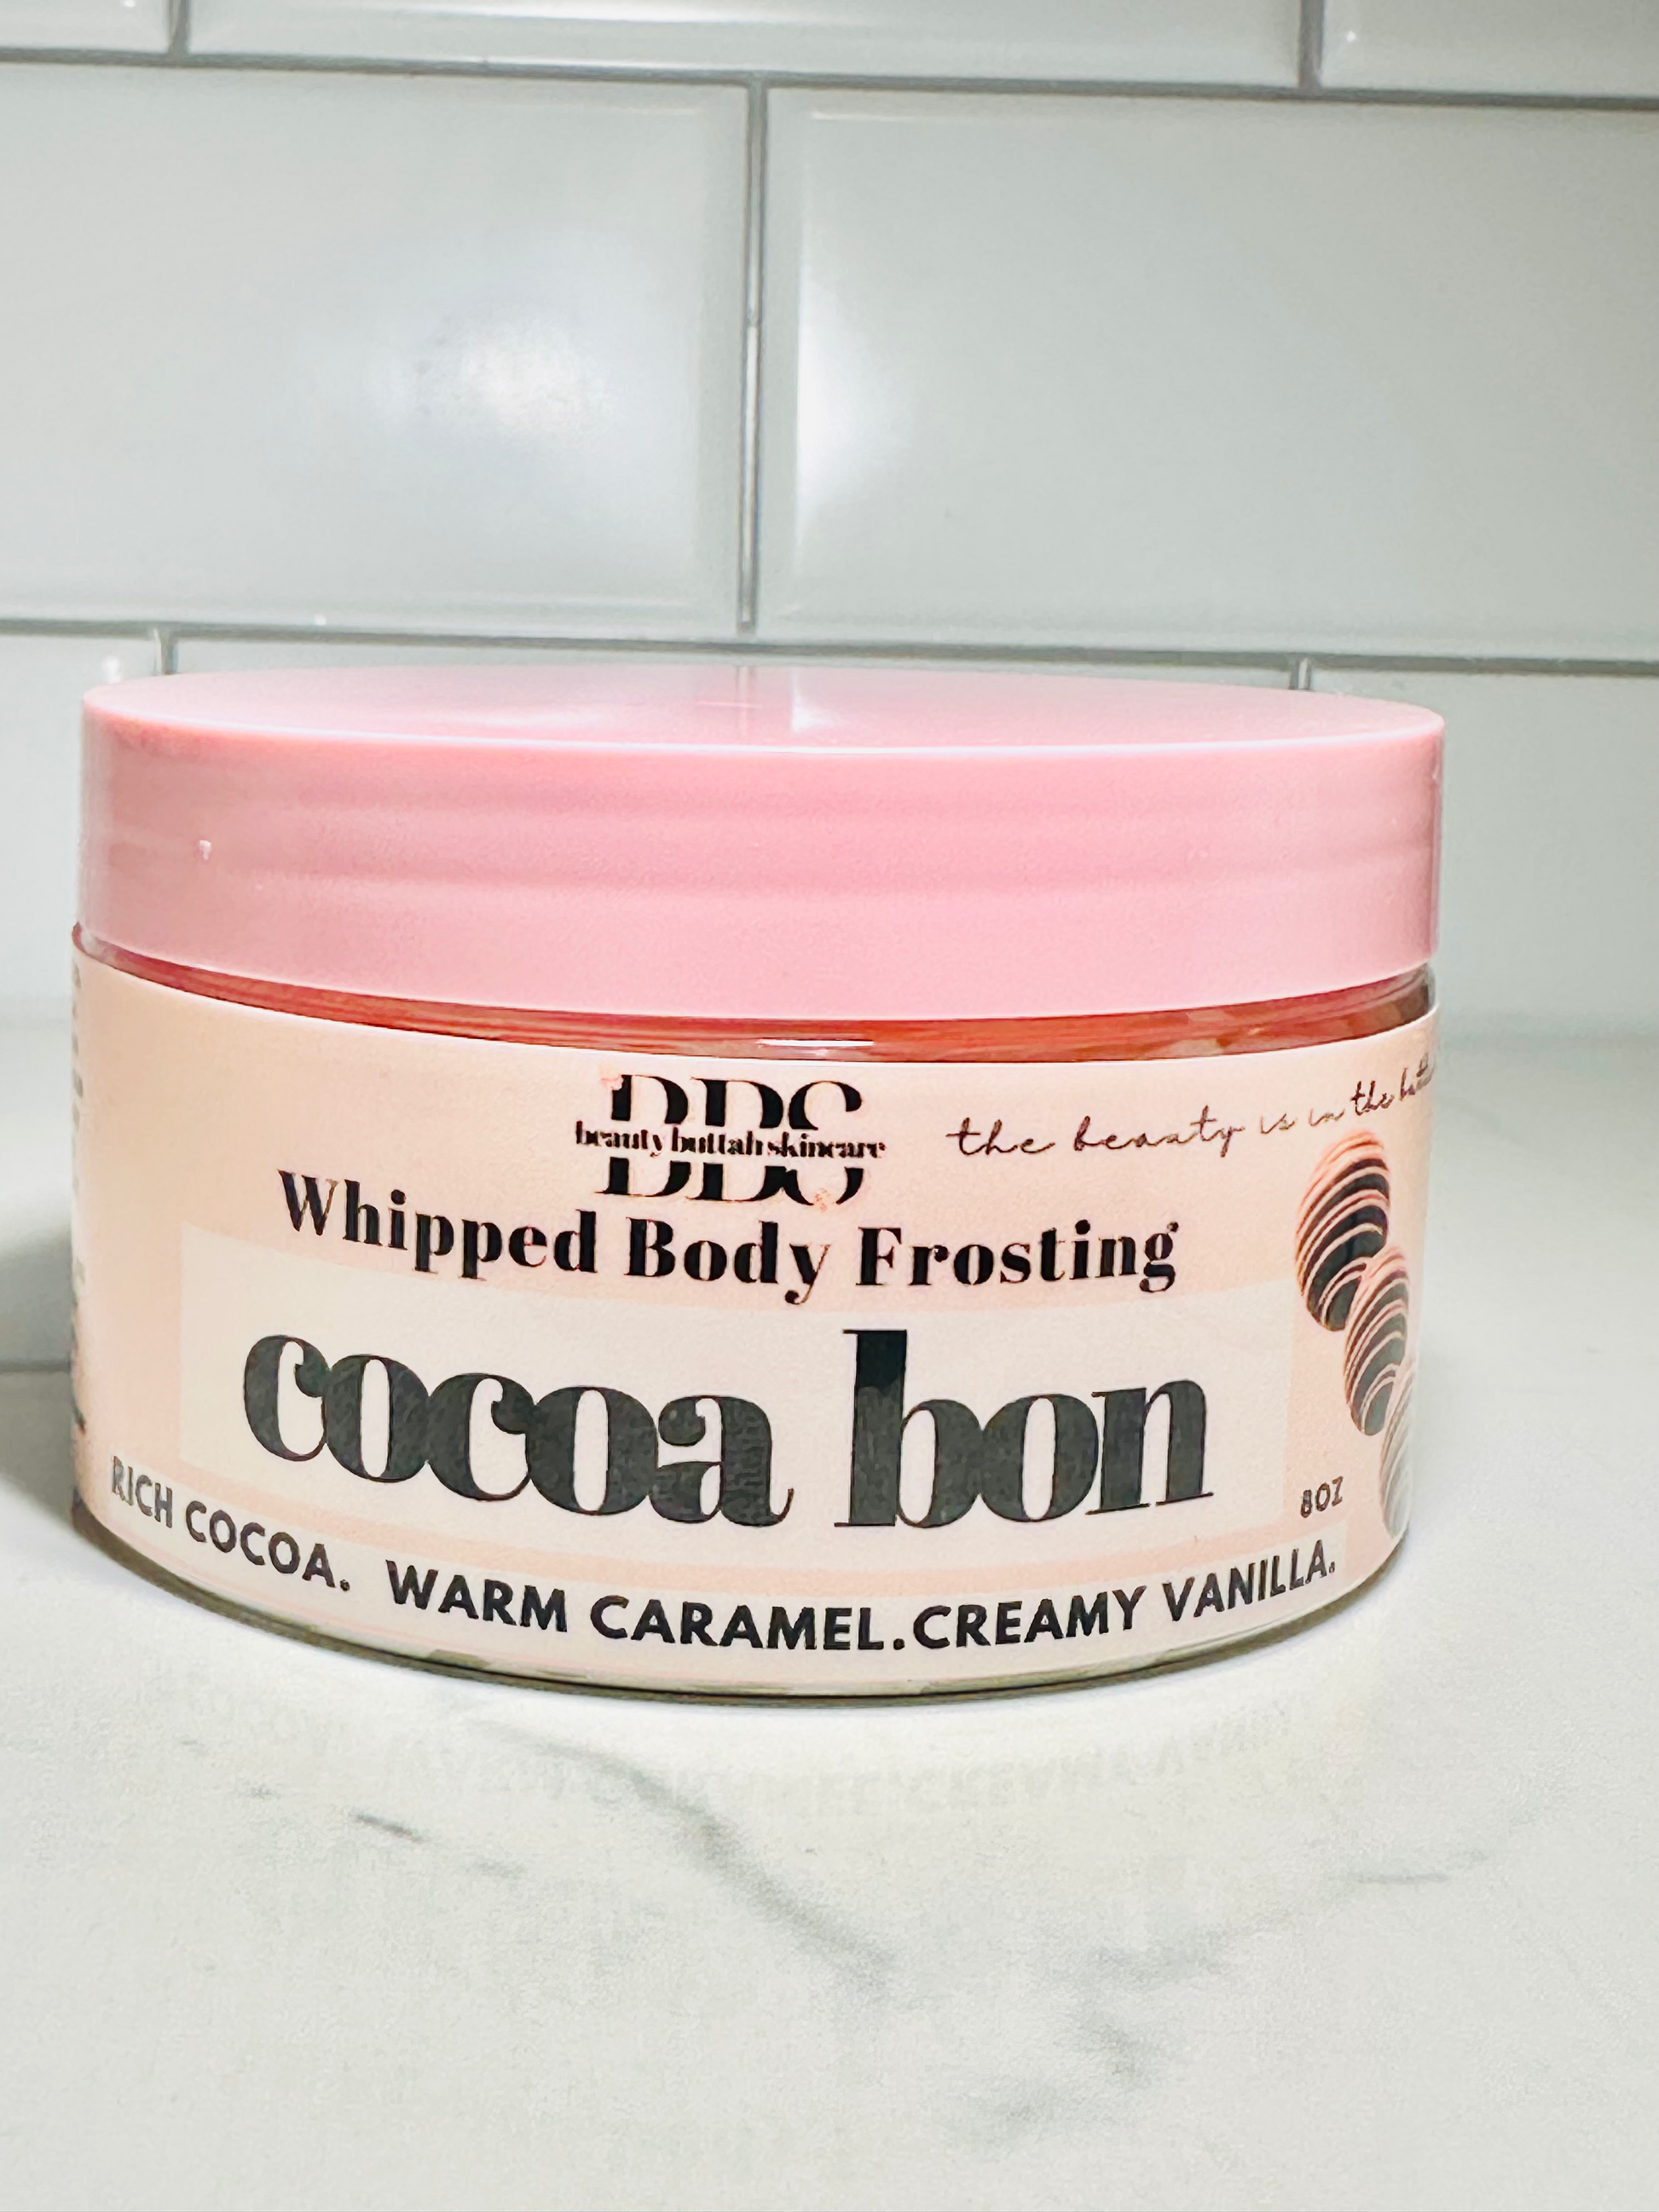 BBS
beauty buttah skincare
the beauty is in the
Whipped Body Frosting
cocoa bon
8OZ
RICH COCOA. WARM CARAMEL.CREAMY VANILLA.